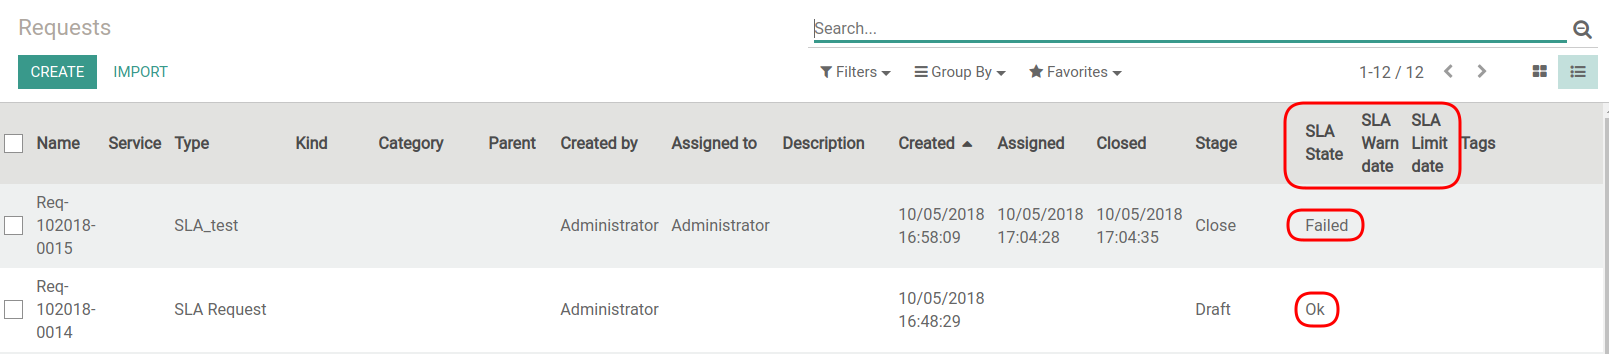 Requests
Search...
CREATE IMPORT
Filters Group By Favorites 1-12 / 12
Name Service Type Kind Category Parent Created by Assigned to Description Created Assigned Closed Stage SLA State SLA Warn date SLA Limit date Tags
Req-
102018-
0015
SLA_test Administrator Administrator 10/05/2018 16:58:09 10/05/2018 17:04:28 10/05/2018 17:04:35 Close Failed
Req-
102018-
0014
SLA Request Administrator 10/05/2018 16:48:29 Draft Ok